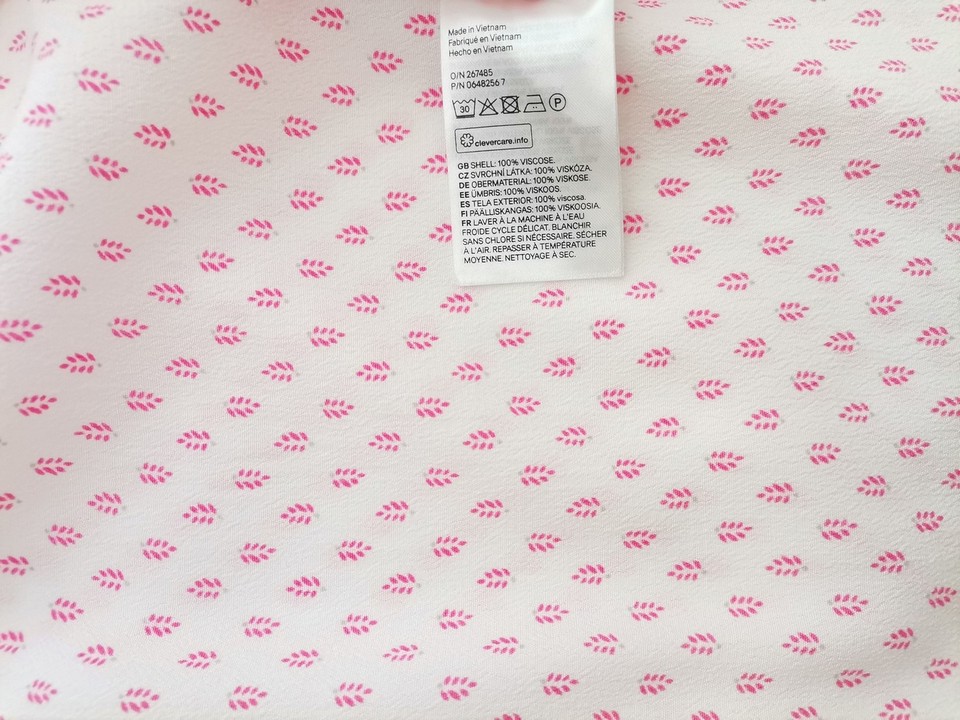 Made in Vietnam
Fabriqué en Vietnam
Hecho en Vietnam
O/N 267485
P/N 0648256 7
30
P
clevercare.info
GB SHELL: 100% VISCOSE.
CZ SVRCHNÍ LÁTKA: 100% VISKÓZA.
DE OBERMATERIAL: 100% VISKOSE.
EE ÜMBRIS: 100% VISKOOS.
ES TELA EXTERIOR: 100% viscosa.
FI PÄÄLLISKANGAS: 100% VISKOOSIA.
FR LAVER À LA MACHINE À L'EAU
FROIDE CYCLE DÉLICAT. BLANCHIR
SANS CHLORE SI NÉCESSAIRE. SÉCHER
À L'AIR. REPASSER À TEMPÉRATURE
MOYENNE. NETTOYAGE À SEC.